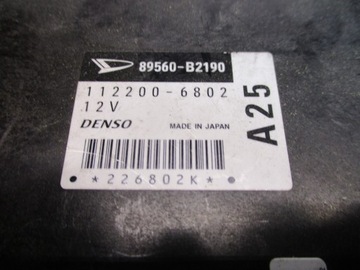 89560-B2190
112200-6802
12V
DENSO MADE IN JAPAN
A25
*226802K*